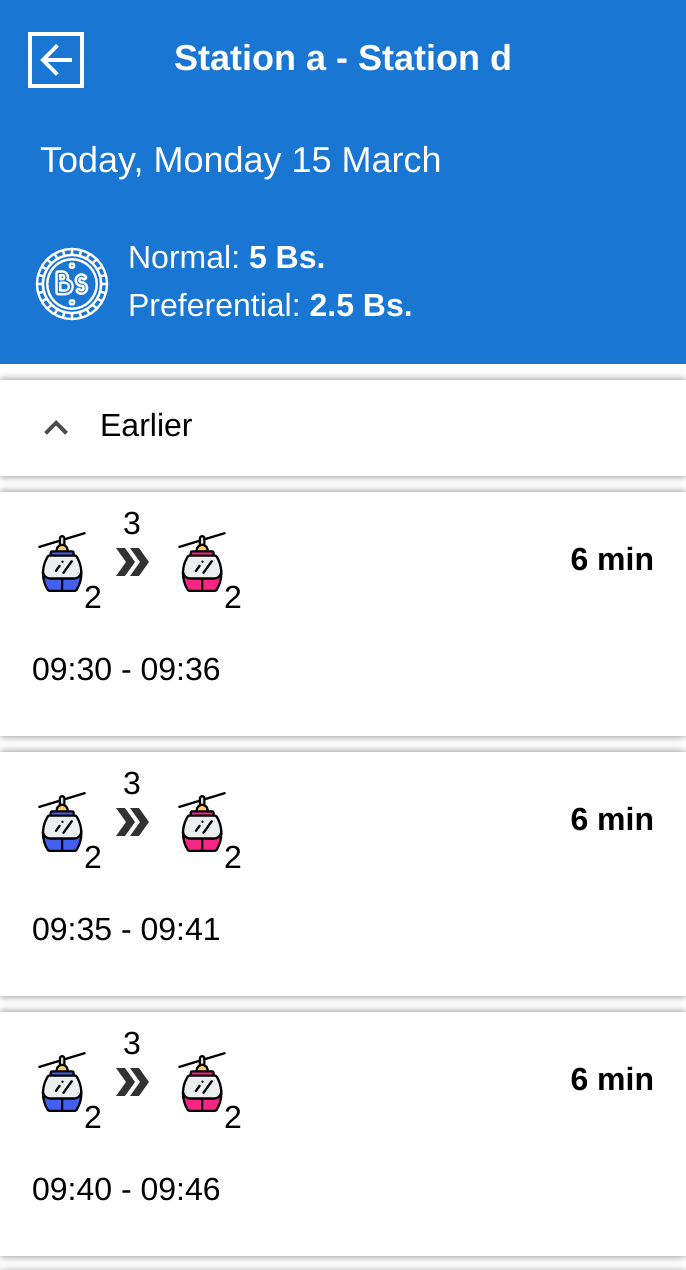 Station a - Station d
Today, Monday 15 March
Bs
Normal: 5 Bs.
Preferential: 2.5 Bs.
Earlier
3
2 2
6 min
09:30 - 09:36
3
2 2
6 min
09:35 - 09:41
3
2 2
6 min
09:40 - 09:46